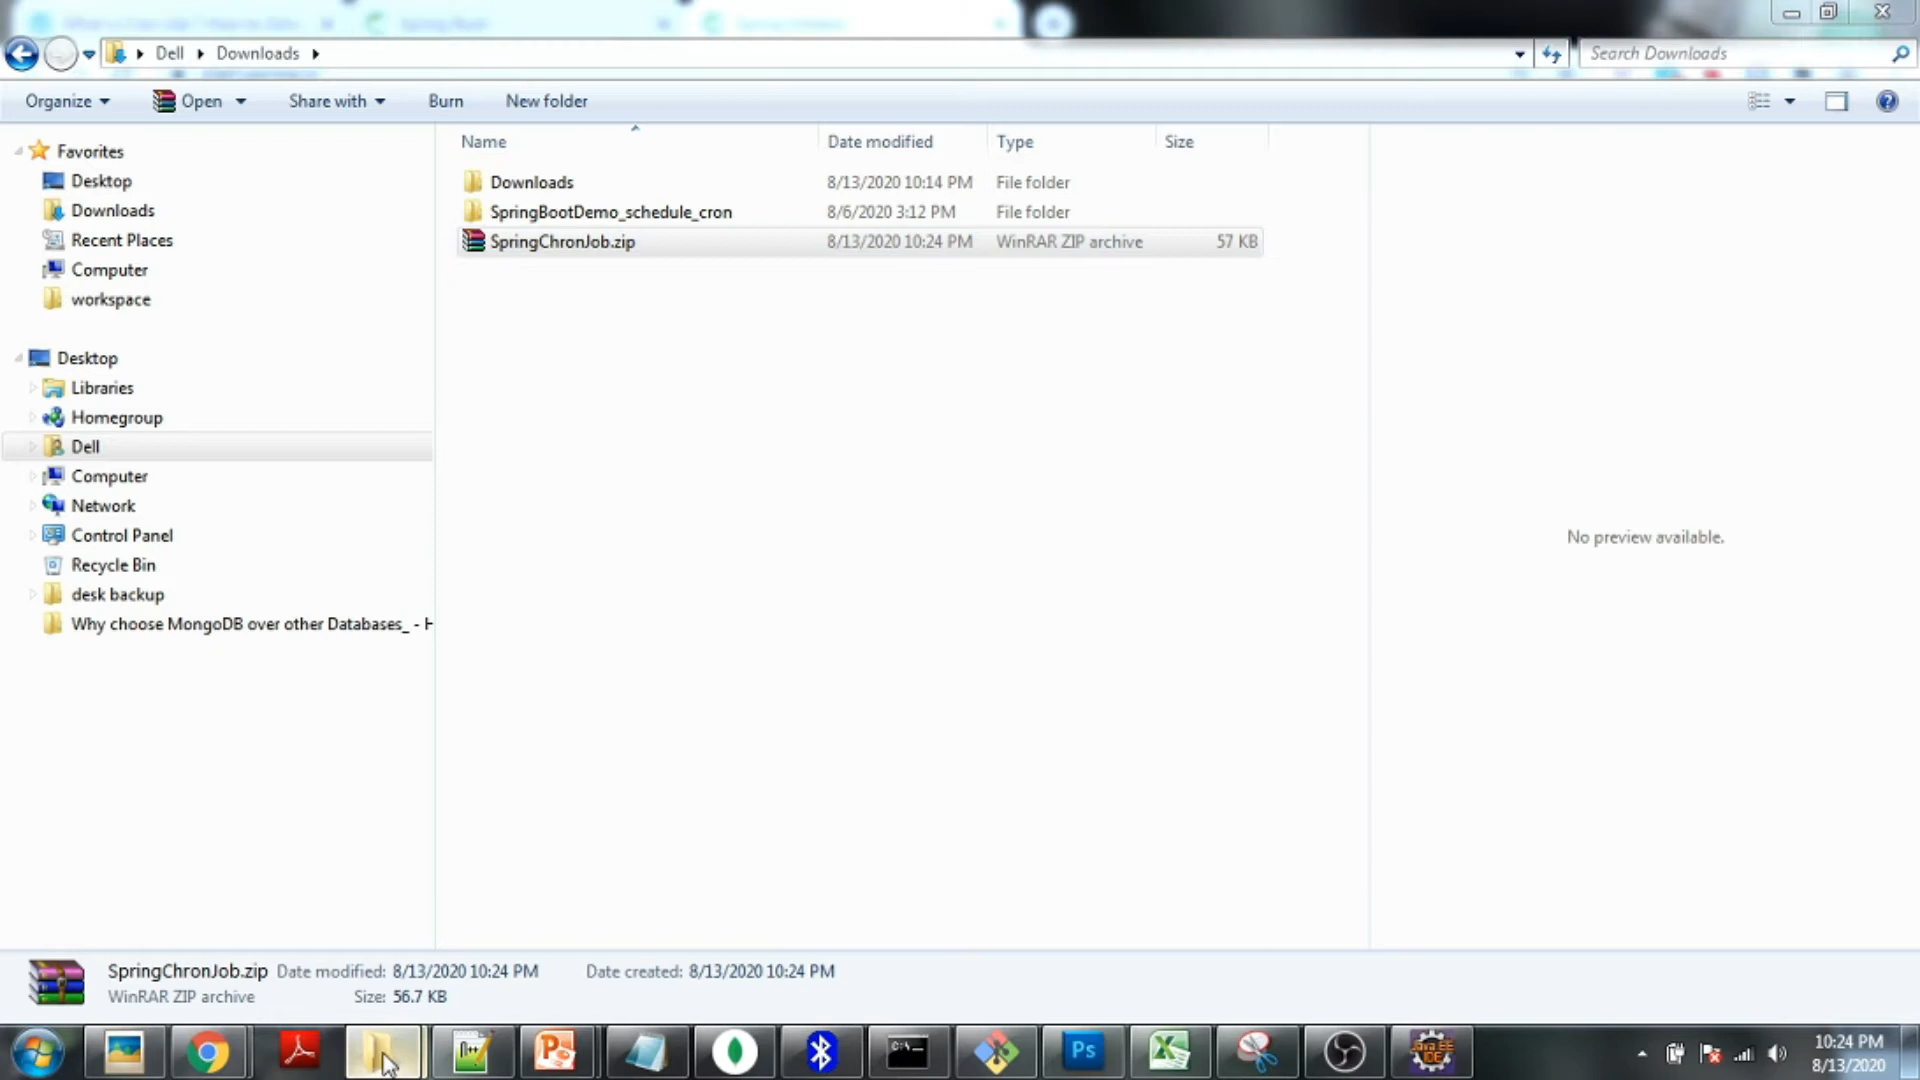 Dell Downloads
Search Downloads
Organize Open Share with Burn New folder
Favorites
Desktop
Downloads
Recent Places
Computer
workspace
Desktop
Libraries
Homegroup
Dell
Computer
Network
Control Panel
Recycle Bin
desk backup
Why choose MongoDB over other Databases_ - H
Name Date modified Type Size
Downloads 8/13/2020 10:14 PM File folder
SpringBootDemo_schedule_cron 8/6/2020 3:12 PM File folder
SpringChronJob.zip 8/13/2020 10:24 PM WinRAR ZIP archive 57 KB
No preview available.
SpringChronJob.zip Date modified: 8/13/2020 10:24 PM Date created: 8/13/2020 10:24 PM
WinRAR ZIP archive Size: 56.7 KB
Ps
Java EE
IDE
10:24 PM
8/13/2020